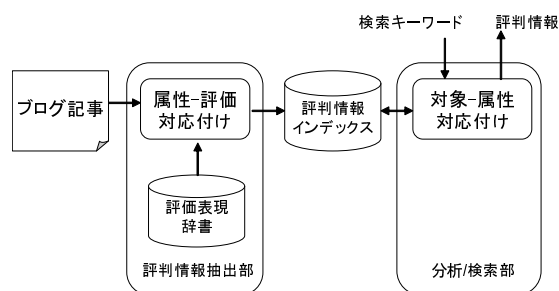 検索キーワード
評判情報
ブログ記事
属性−評価
対応付け
評判情報
インデックス
対象−属性
対応付け
評価表現
辞書
評判情報抽出部
分析/検索部